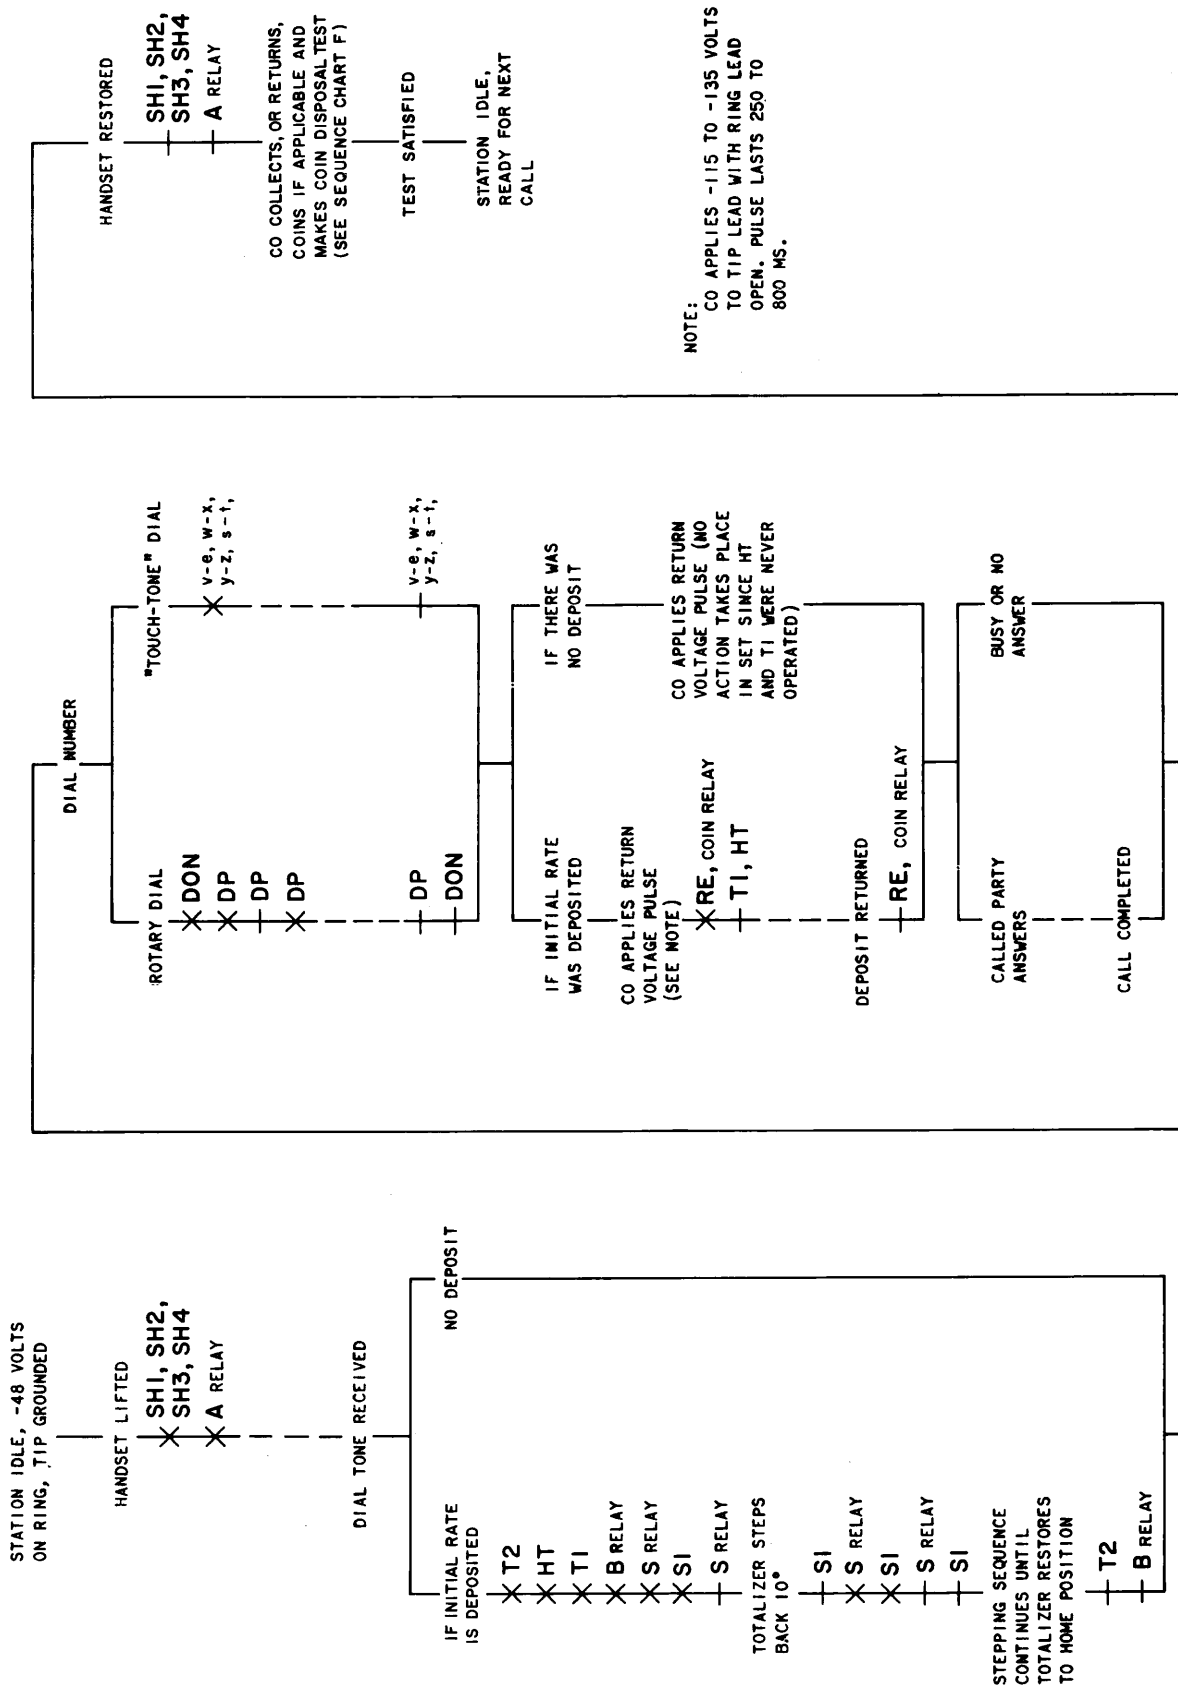 STATION IDLE, -48 VOLTS
ON RING, TIP GROUNDED
HANDSET LIFTED
SH1, SH2,
SH3, SH4
A RELAY
DIAL TONE RECEIVED
IF INITIAL RATE
IS DEPOSITED
NO DEPOSIT
T2
HT
T1
B RELAY
S RELAY
S1
S RELAY
TOTALIZER STEPS
BACK 10°
S1
S RELAY
S1
S RELAY
S1
STEPPING SEQUENCE
CONTINUES UNTIL
TOTALIZER RESTORES
TO HOME POSITION
T2
B RELAY
DIAL NUMBER
ROTARY DIAL
"TOUCH-TONE" DIAL
DON
DP
DP
DP
DP
DON
v-e, w-x,
y-z, s-t,
v-e, w-x,
y-z, s-t,
IF INITIAL RATE
WAS DEPOSITED
CO APPLIES RETURN
VOLTAGE PULSE
(SEE NOTE)
RE, COIN RELAY
T1, HT
DEPOSIT RETURNED
RE, COIN RELAY
IF THERE WAS
NO DEPOSIT
CO APPLIES RETURN
VOLTAGE PULSE (NO
ACTION TAKES PLACE
IN SET SINCE HT
AND T1 WERE NEVER
OPERATED)
CALLED PARTY
ANSWERS
CALL COMPLETED
BUSY OR NO
ANSWER
HANDSET RESTORED
SH1, SH2,
SH3, SH4
A RELAY
CO COLLECTS, OR RETURNS,
COINS IF APPLICABLE AND
MAKES COIN DISPOSAL TEST
(SEE SEQUENCE CHART F)
TEST SATISFIED
STATION IDLE,
READY FOR NEXT
CALL
NOTE:
CO APPLIES -115 TO -135 VOLTS
TO TIP LEAD WITH RING LEAD
OPEN. PULSE LASTS 250 TO
800 MS.